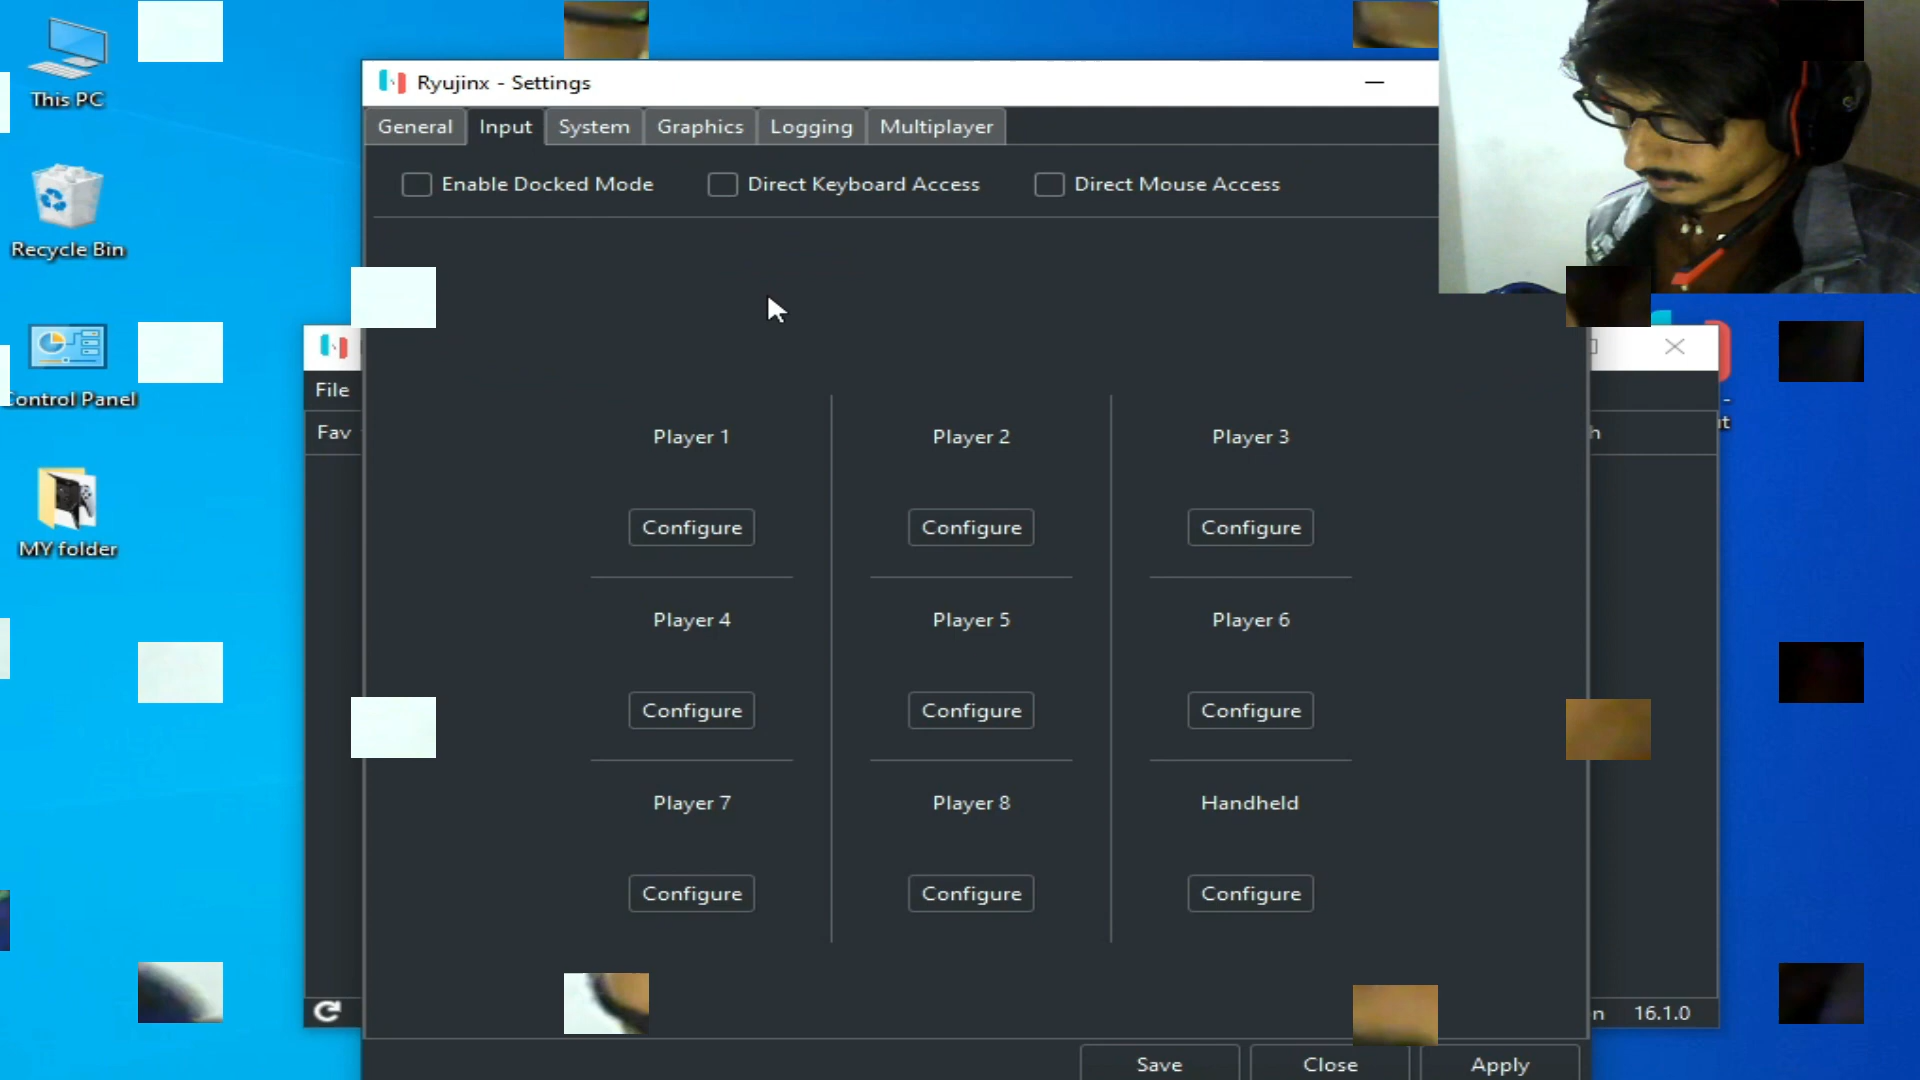 This PC
Recycle Bin
Control Panel
MY folder
Ryujinx - Settings
General Input System Graphics Logging Multiplayer
Enable Docked Mode Direct Keyboard Access Direct Mouse Access
File
Fav
Player 1 Player 2 Player 3
Configure Configure Configure
Player 4 Player 5 Player 6
Configure Configure Configure
Player 7 Player 8 Handheld
Configure Configure Configure
16.1.0
Save Close Apply